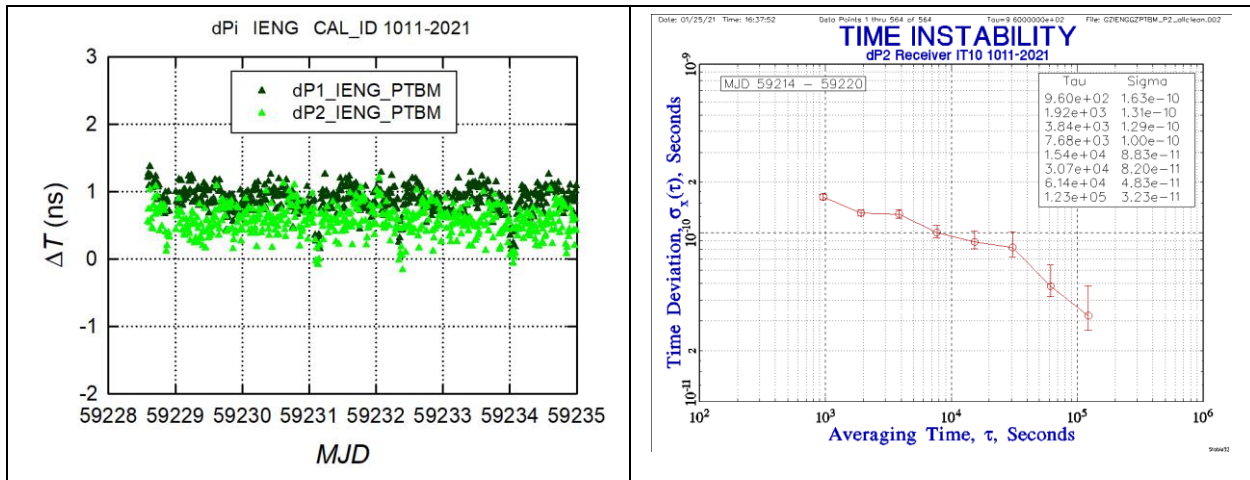 dPi IENG CAL_ID 1011-2021
3
2
1
0
-1
-2
dP1_IENG_PTBM
dP2_IENG_PTBM
ΔT (ns)
59228 59229 59230 59231 59232 59233 59234 59235
MJD
Date: 01/25/21 Time: 16:37:52 Data Points 1 thru 564 of 564 Tau=9.6000000e+02 File: GZIENGGZPTBM_P2_allclean.002
TIME INSTABILITY
dP2 Receiver IT10 1011-2021
MJD 59214 – 59220
Tau Sigma
9.60e+02 1.63e-10
1.92e+03 1.31e-10
3.84e+03 1.29e-10
7.68e+03 1.00e-10
1.54e+04 8.83e-11
3.07e+04 8.20e-11
6.14e+04 4.83e-11
1.23e+05 3.23e-11
Time Deviation, σx(τ), Seconds
10-9
2
10-10
2
10-11
10² 10³ 10⁴ 10⁵ 10⁶
Averaging Time, τ, Seconds
Stable32